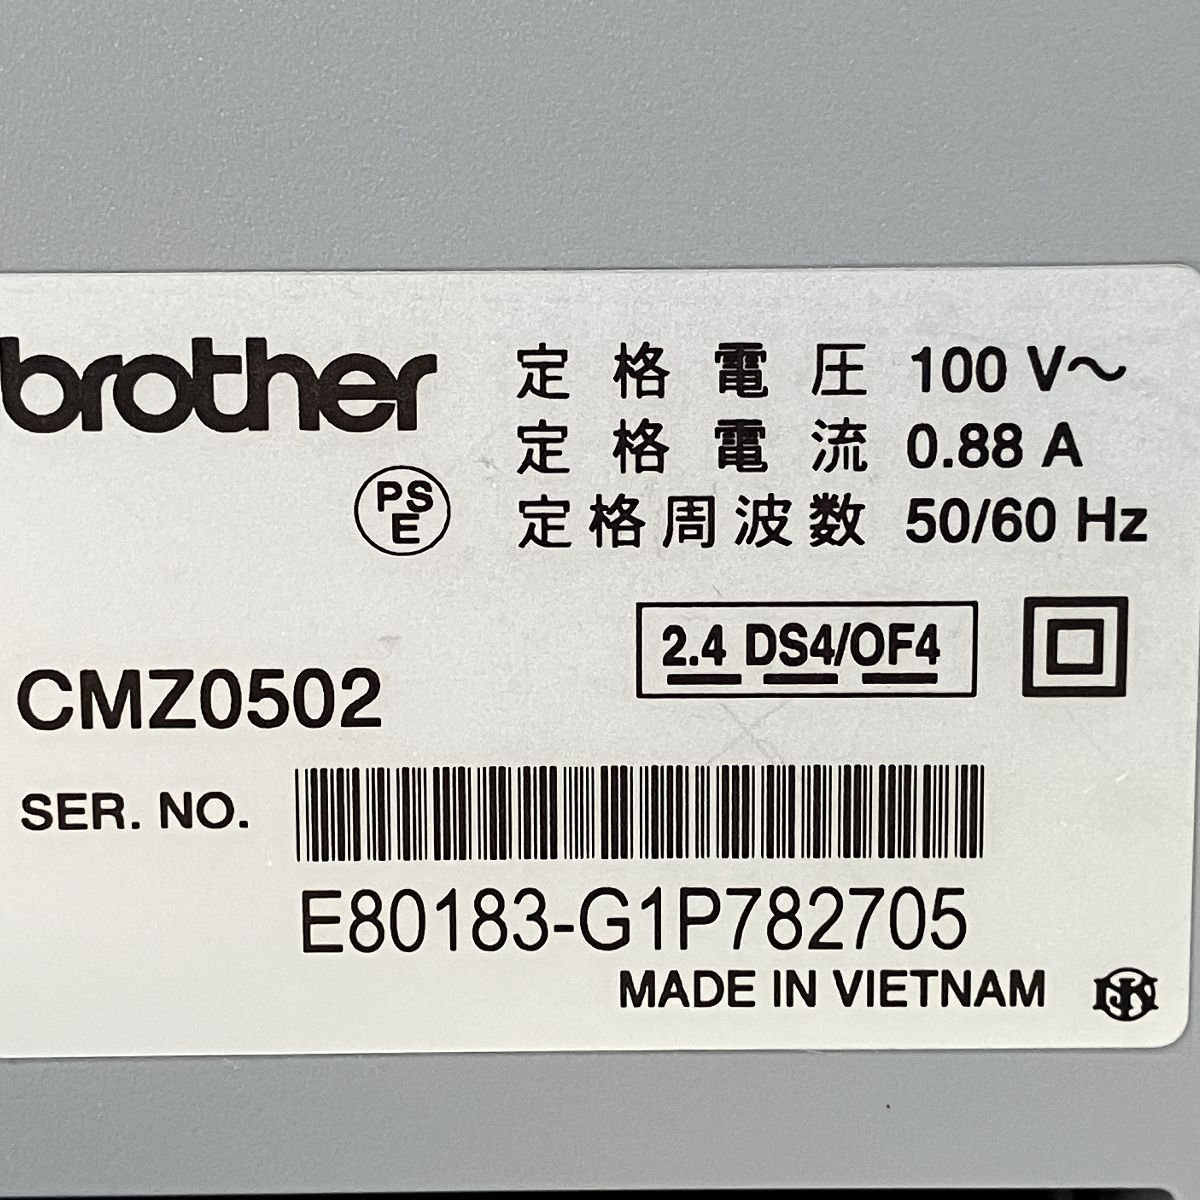 brother
定格電圧 100 V～
定格電流 0.88 A
定格周波数 50/60 Hz
PS
E
2.4 DS4/OF4
CMZ0502
SER. NO.
E80183-G1P782705
MADE IN VIETNAM